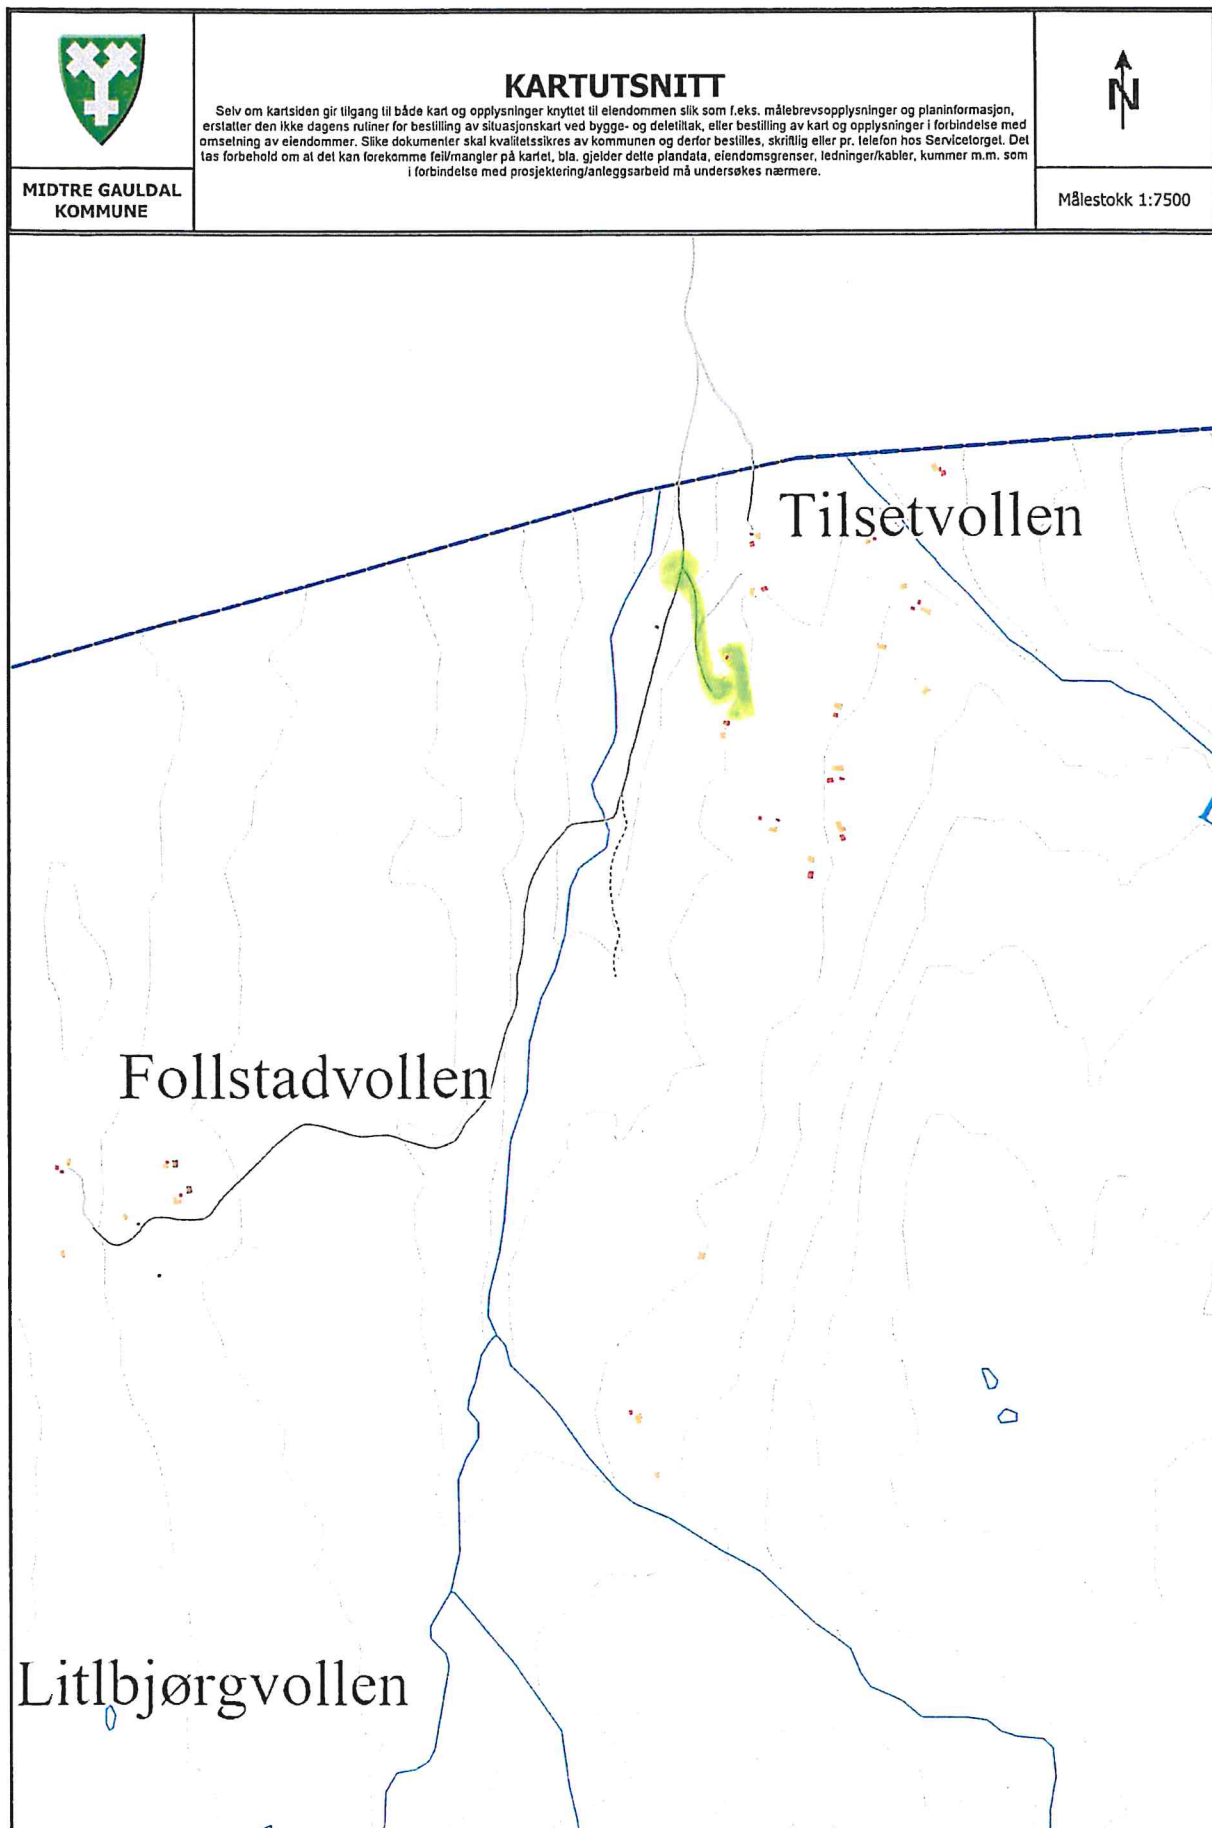 KARTUTSNITT
Selv om kartsiden gir tilgang til både kart og opplysninger knyttet til eiendommen slik som f.eks. målebrevsopplysninger og planinformasjon,
erstatter den ikke dagens rutiner for bestilling av situasjonskart ved bygge- og deletiltak, eller bestilling av kart og opplysninger i forbindelse med
omsetning av eiendommer. Slike dokumenter skal kvalitetssikres av kommunen og derfor bestilles, skriftlig eller pr. telefon hos Servicetorget. Det
tas forbehold om at det kan forekomme feil/mangler på kartet, bla. gjelder dette plandata, eiendomsgrenser, ledninger/kabler, kummer m.m. som
i forbindelse med prosjektering/anleggsarbeid må undersøkes nærmere.
N
MIDTRE GAULDAL
KOMMUNE
Målestokk 1:7500
Tilsetvollen
Follstadvollen
Litlbjørgvollen